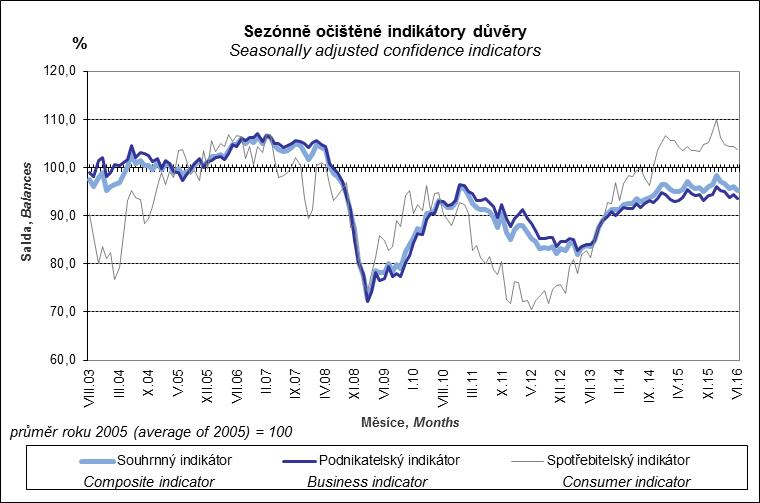 Sezónně očištěné indikátory důvěry
Seasonally adjusted confidence indicators
%
120,0
110,0
100,0
90,0
80,0
70,0
60,0
Salda, Balances
VIII.03
III.04
X.04
V.05
XII.05
VII.06
II.07
IX.07
IV.08
XI.08
VI.09
I.10
VIII.10
III.11
X.11
V.12
XII.12
VII.13
II.14
IX.14
IV.15
XI.15
VI.16
Měsíce, Months
průměr roku 2005 (average of 2005) = 100
Souhrnný indikátor Podnikatelský indikátor Spotřebitelský indikátor
Composite indicator Business indicator Consumer indicator